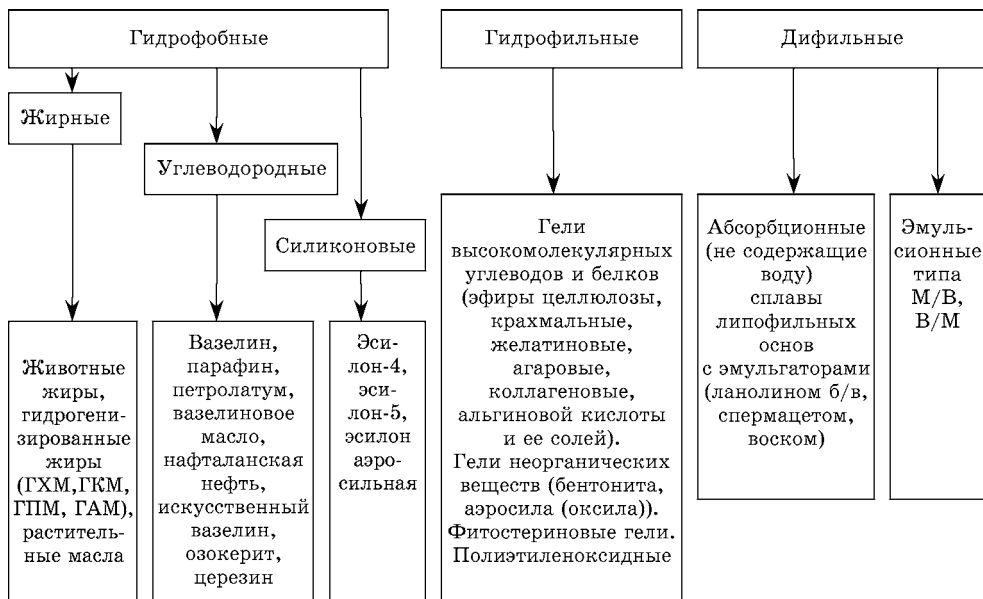 Гидрофобные
Гидрофильные
Дифильные
Жирные
Углеводородные
Силиконовые
Животные
жиры,
гидрогени-
зированные
жиры
(ГХМ,ГКМ,
ГПМ, ГАМ),
раститель-
ные масла
Вазелин,
парафин,
петролатум,
вазелиновое
масло,
нафталанская
нефть,
искусственный
вазелин,
озокерит,
церезин
Эси-
лон-4,
эси-
лон-5,
эсилон
аэро-
сильная
Гели
высокомолекулярных
углеводов и белков
(эфиры целлюлозы,
крахмальные,
желатиновые,
агаровые,
коллагеновые,
альгиновой кислоты
и ее солей).
Гели неорганических
веществ (бентонита,
аэросила (оксила)).
Фитостериновые гели.
Полиэтиленоксидные
Абсорбционные
(не содержащие
воду)
сплавы
липофильных
основ
с эмульгаторами
(ланолином б/в,
спермацетом,
воском)
Эмуль-
сионные
типа
М/В,
В/М